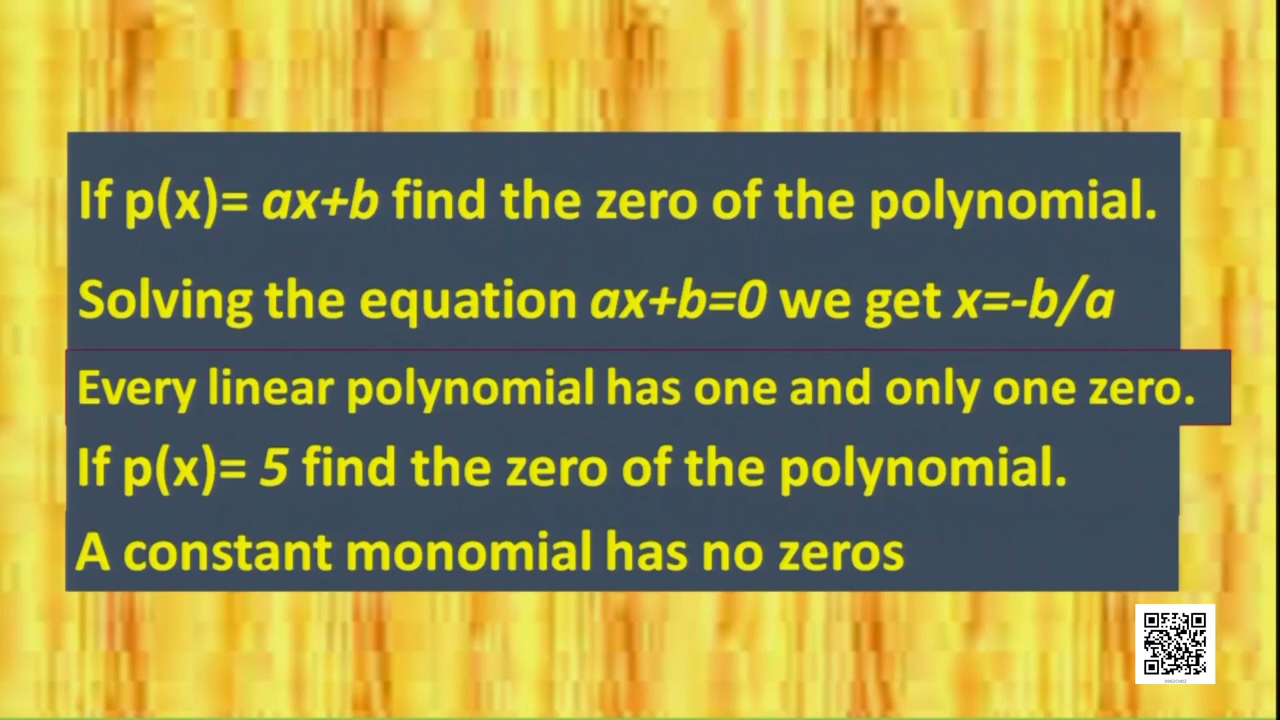 If p(x)= ax+b find the zero of the polynomial.
Solving the equation ax+b=0 we get x=-b/a
Every linear polynomial has one and only one zero.
If p(x)= 5 find the zero of the polynomial.
A constant monomial has no zeros